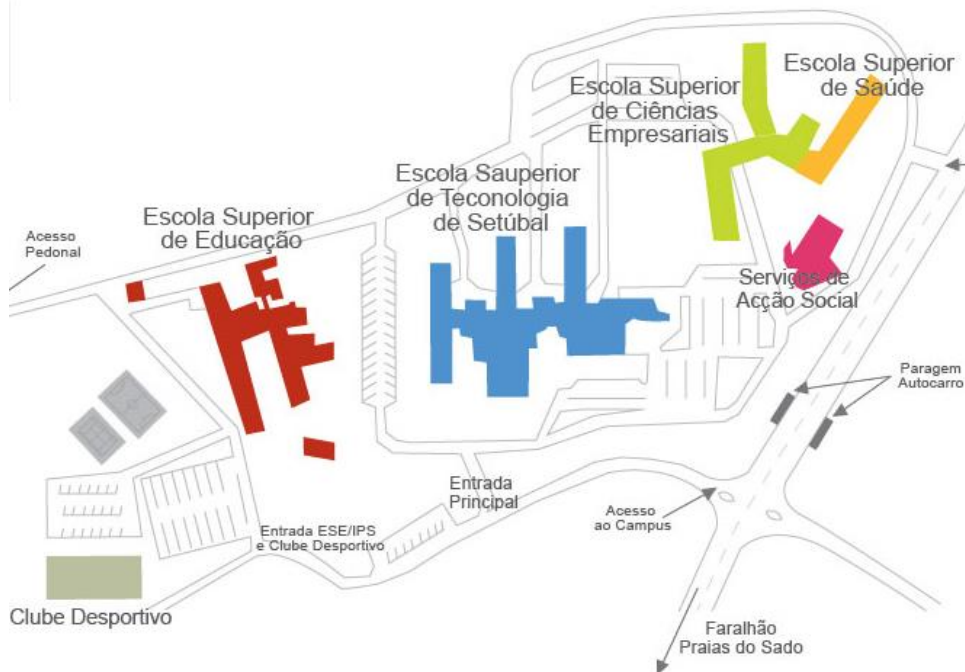 Escola Superior
de Saúde
Escola Superior
de Ciências
Empresariais
Escola Sauperior
de Teconologia
de Setúbal
Escola Superior
de Educação
Acesso
Pedonal
Serviços de
Acção Social
Paragem
Autocarro
Entrada
Principal
Acesso
ao Campus
Entrada ESE/IPS
e Clube Desportivo
Clube Desportivo
Faralhão
Praias do Sado